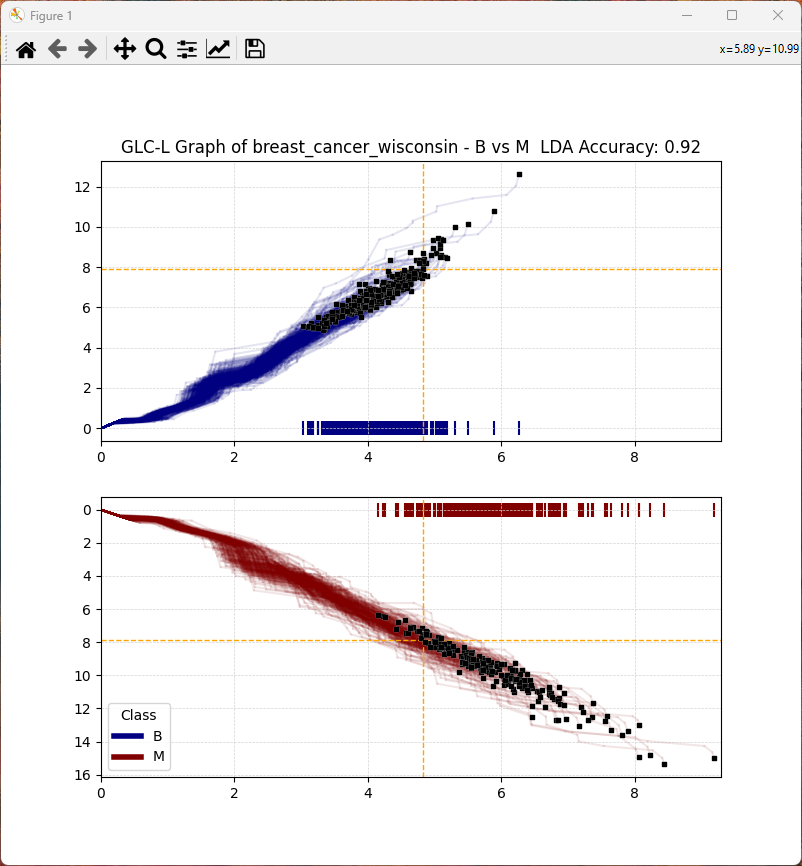 Figure 1
x=5.89 y=10.99
GLC-L Graph of breast_cancer_wisconsin - B vs M  LDA Accuracy: 0.92
12
10
8
6
4
2
0
0 2 4 6 8
0
2
4
6
8
10
12
14
16
Class
B
M
0 2 4 6 8